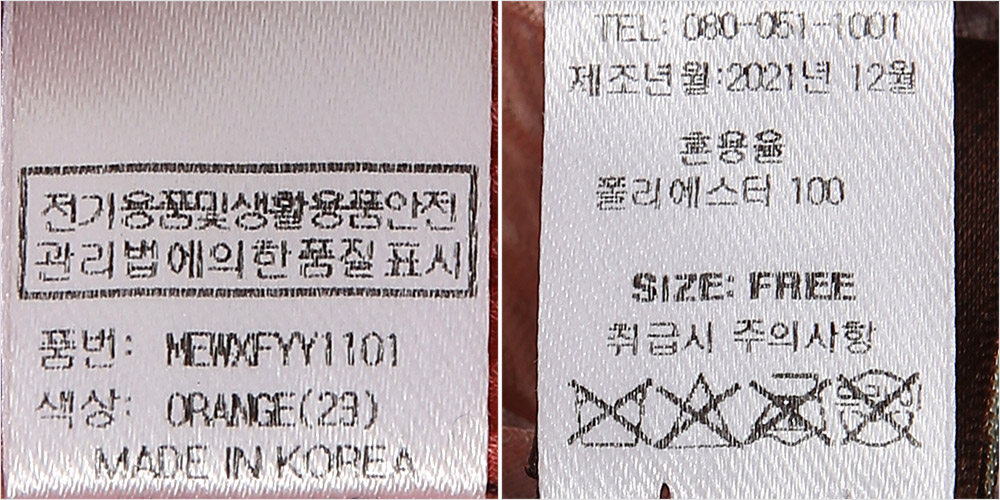 전기용품및생활용품안전
관리법에의한품질표시
품번: MEWXFYY1101
색상: ORANGE(23)
MADE IN KOREA
TEL: 080-051-1001
제조년월:2021년 12월
혼용율
폴리에스터 100
SIZE: FREE
취급시 주의사항